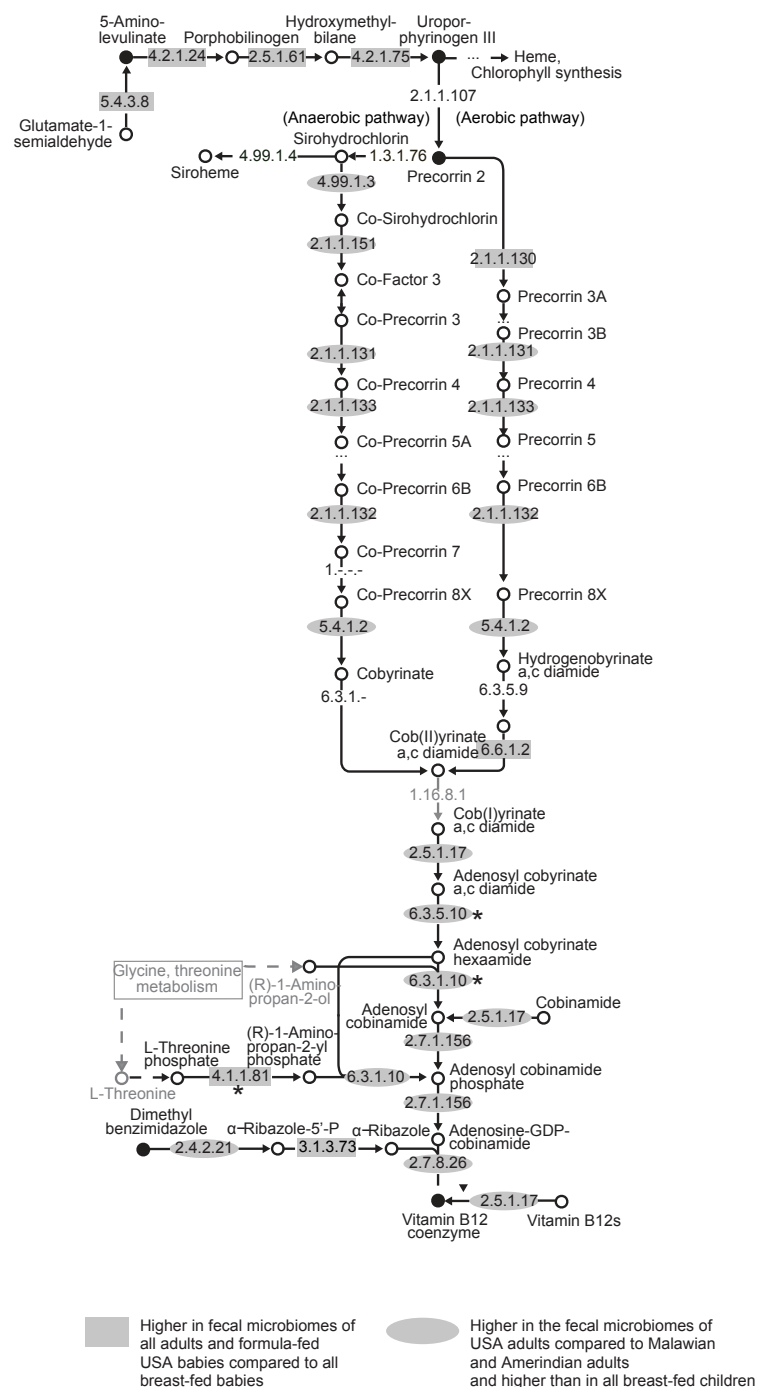 5-Amino-
levulinate
Porphobilinogen
Hydroxymethyl-
bilane
Uropor-
phyrinogen III
4.2.1.24
2.5.1.61
4.2.1.75
...
Heme,
Chlorophyll synthesis
5.4.3.8
2.1.1.107
Glutamate-1-
semialdehyde
(Anaerobic pathway)
(Aerobic pathway)
Sirohydrochlorin
4.99.1.4
1.3.1.76
Siroheme
Precorrin 2
4.99.1.3
Co-Sirohydrochlorin
2.1.1.151
2.1.1.130
Co-Factor 3
Precorrin 3A
...
Co-Precorrin 3
Precorrin 3B
2.1.1.131
2.1.1.131
Co-Precorrin 4
Precorrin 4
2.1.1.133
2.1.1.133
Co-Precorrin 5A
Precorrin 5
...
...
Co-Precorrin 6B
Precorrin 6B
2.1.1.132
2.1.1.132
Co-Precorrin 7
1.-.-.-
Co-Precorrin 8X
Precorrin 8X
5.4.1.2
5.4.1.2
Cobyrinate
Hydrogenobyrinate
a,c diamide
6.3.1.-
6.3.5.9
Cob(II)yrinate
a,c diamide
6.6.1.2
1.16.8.1
Cob(I)yrinate
a,c diamide
2.5.1.17
Adenosyl cobyrinate
a,c diamide
6.3.5.10 *
Adenosyl cobyrinate
hexaamide
Glycine, threonine
metabolism
(R)-1-Amino-
propan-2-ol
6.3.1.10 *
Adenosyl
cobinamide
2.5.1.17
Cobinamide
2.7.1.156
L-Threonine
phosphate
(R)-1-Amino-
propan-2-yl
phosphate
4.1.1.81
*
6.3.1.10
Adenosyl cobinamide
phosphate
L-Threonine
2.7.1.156
Dimethyl
benzimidazole
α-Ribazole-5'-P
α-Ribazole
Adenosine-GDP-
cobinamide
2.4.2.21
3.1.3.73
2.7.8.26
2.5.1.17
Vitamin B12
coenzyme
Vitamin B12s
Higher in fecal microbiomes of
all adults and formula-fed
USA babies compared to all
breast-fed babies
Higher in the fecal microbiomes of
USA adults compared to Malawian
and Amerindian adults
and higher than in all breast-fed children